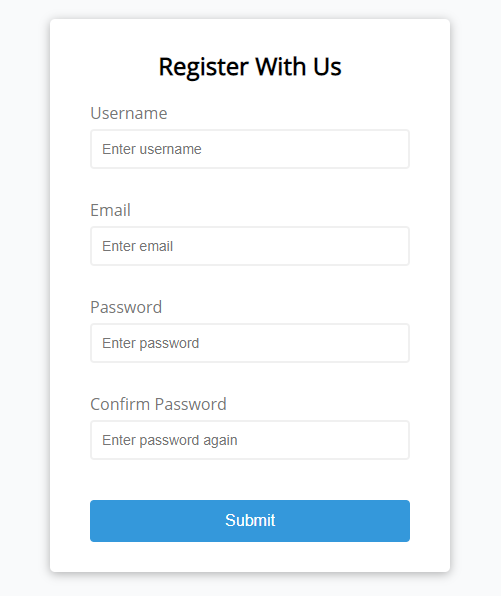 Register With Us
Username
Enter username
Email
Enter email
Password
Enter password
Confirm Password
Enter password again
Submit